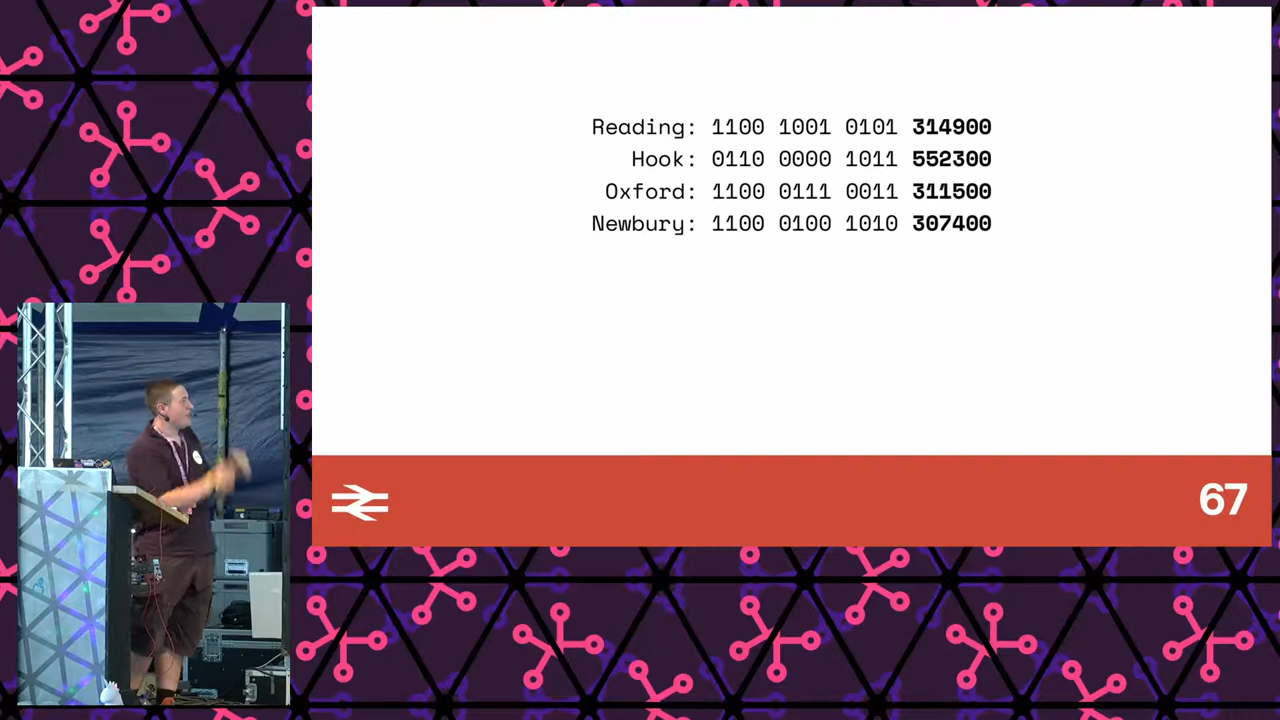 Reading: 1100 1001 0101 314900
Hook: 0110 0000 1011 552300
Oxford: 1100 0111 0011 311500
Newbury: 1100 0100 1010 307400
67